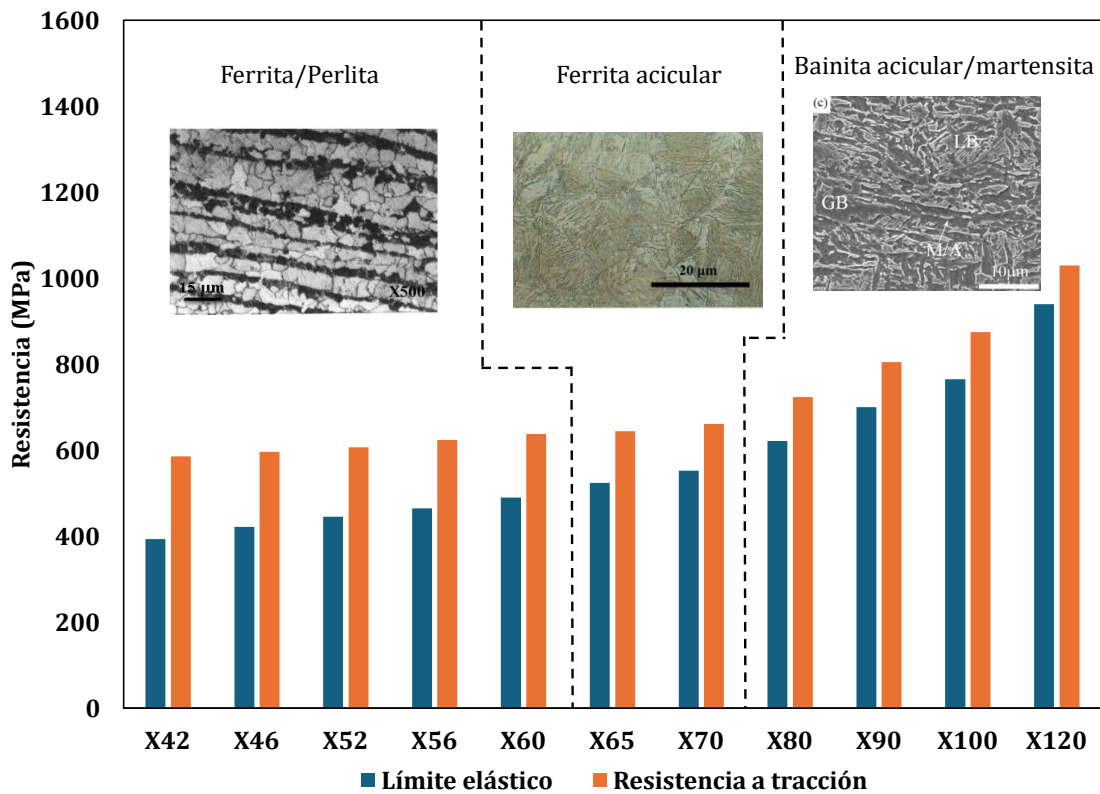 1600
1400
1200
1000
800
600
400
200
0
Resistencia (MPa)
Ferrita/Perlita
Ferrita acicular
Bainita acicular/martensita
15 µm
X500
20 µm
(c)
LB
GB
M/A
10µm
X42 X46 X52 X56 X60 X65 X70 X80 X90 X100 X120
Límite elástico Resistencia a tracción